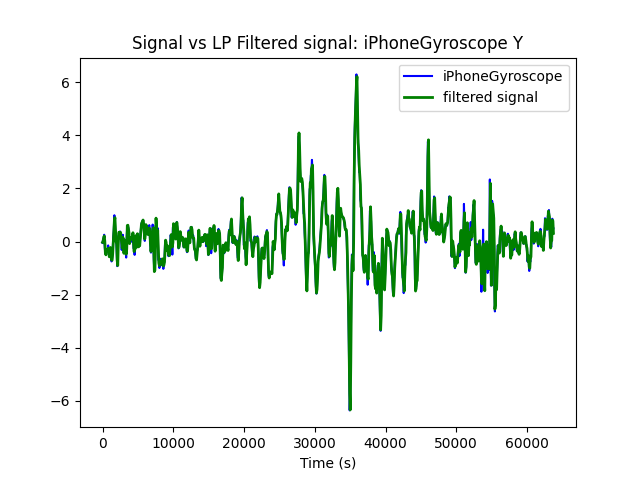 Signal vs LP Filtered signal: iPhoneGyroscope Y
iPhoneGyroscope
filtered signal
6
4
2
0
−2
−4
−6
0 10000 20000 30000 40000 50000 60000
Time (s)